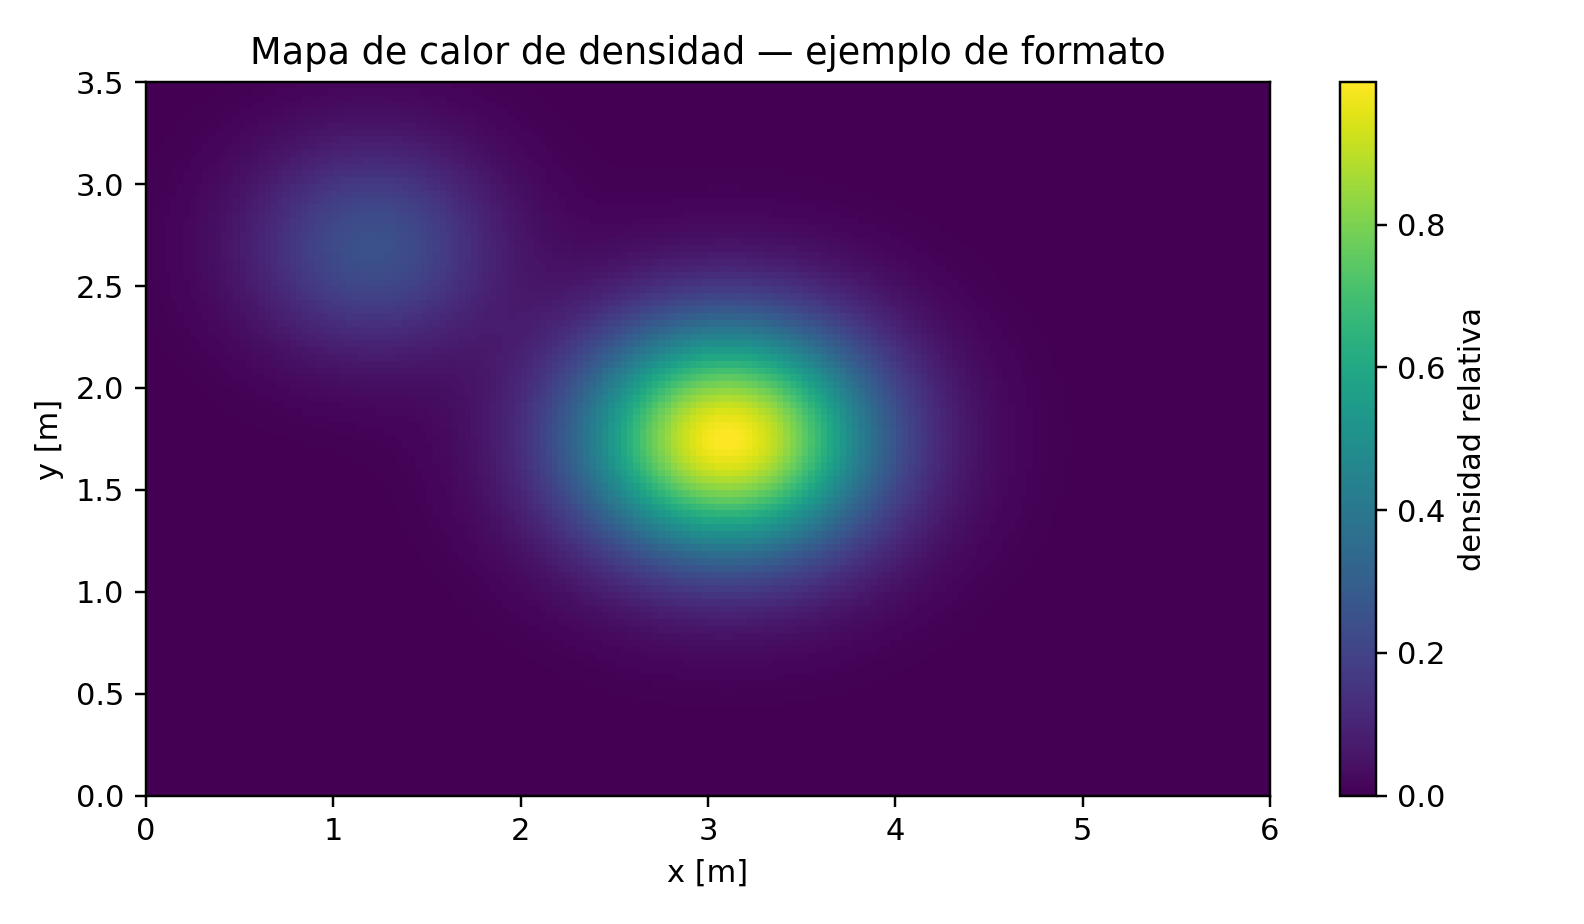 Mapa de calor de densidad — ejemplo de formato
3.5
3.0
2.5
2.0
1.5
1.0
0.5
0.0
y [m]
0 1 2 3 4 5 6
x [m]
0.8
0.6
0.4
0.2
0.0
densidad relativa